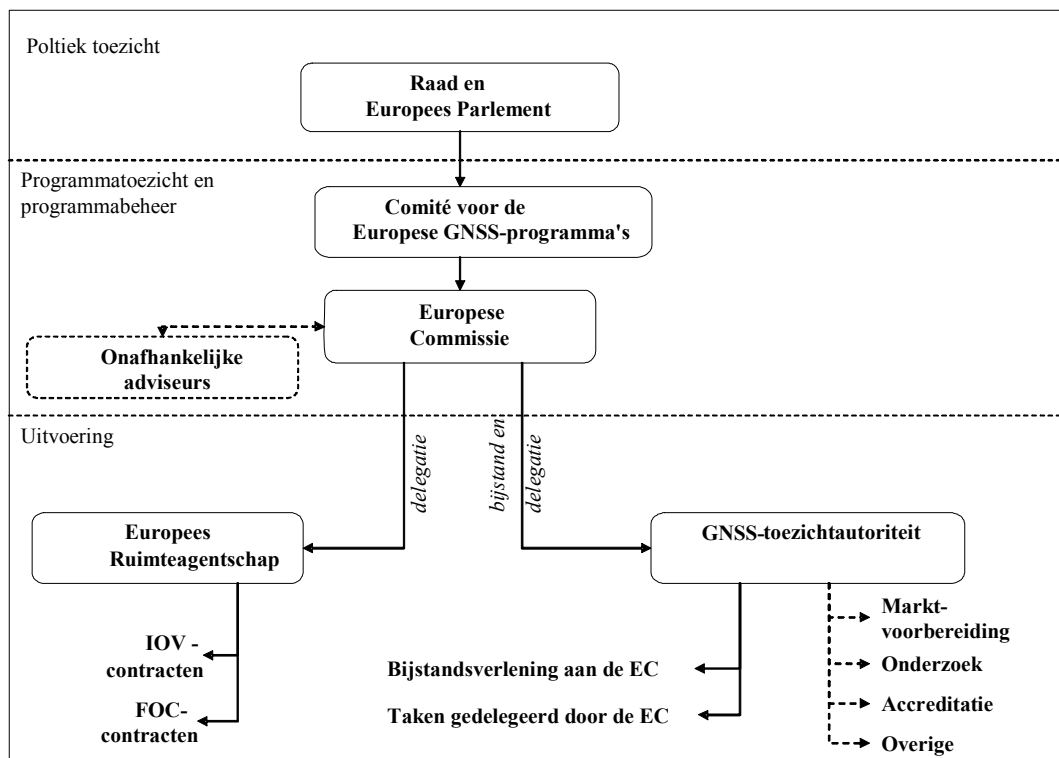 Poltiek toezicht
Raad en
Europees Parlement
Programmatoezicht en
programmabeheer
Comité voor de
Europese GNSS-programma's
Europese
Commissie
Onafhankelijke
adviseurs
Uitvoering
delegatie
bijstand en
delegatie
Europees
Ruimteagentschap
GNSS-toezichtautoriteit
IOV -
contracten
FOC-
contracten
Bijstandsverlening aan de EC
Taken gedelegeerd door de EC
Markt-
voorbereiding
Onderzoek
Accreditatie
Overige